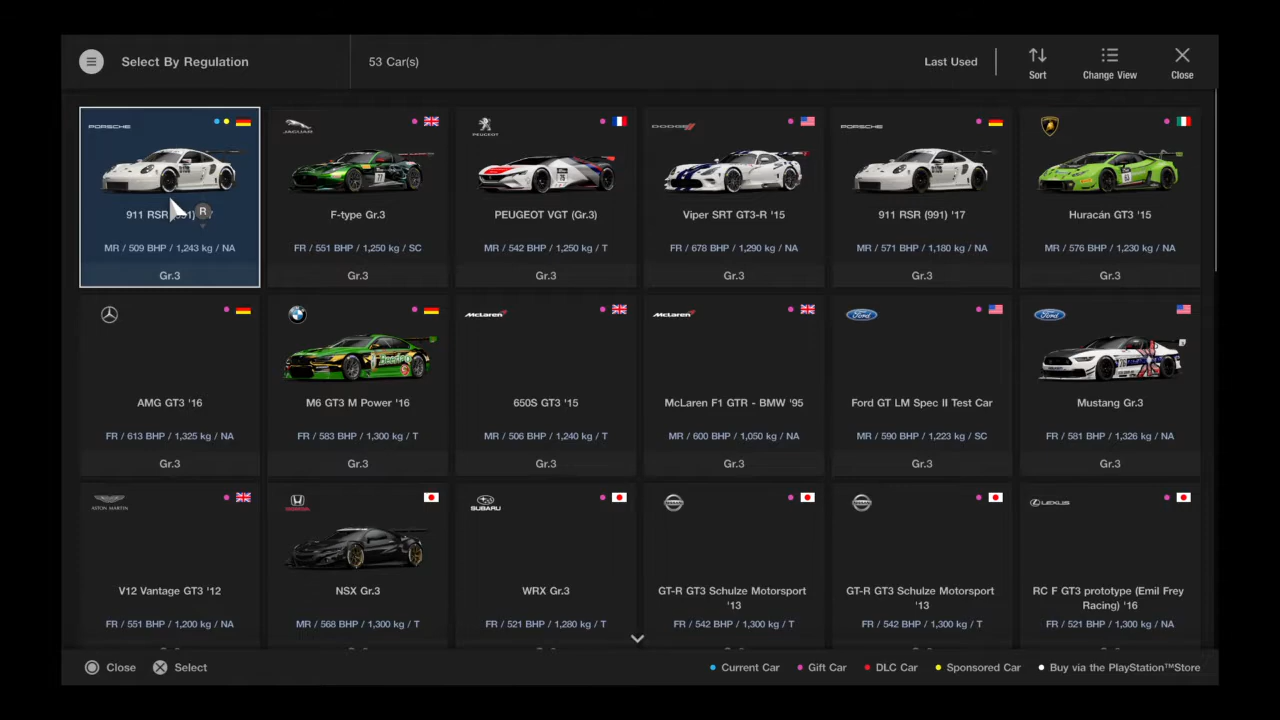 Select By Regulation
53 Car(s)
Last Used
Sort
Change View
Close
PORSCHE
911 RSR (991)
MR / 509 BHP / 1,243 kg / NA
Gr.3
JAGUAR
77
F-type Gr.3
FR / 551 BHP / 1,250 kg / SC
Gr.3
PEUGEOT
75
PEUGEOT VGT (Gr.3)
MR / 542 BHP / 1,250 kg / T
Gr.3
DODGE
Viper SRT GT3-R '15
FR / 678 BHP / 1,290 kg / NA
Gr.3
PORSCHE
911 RSR (991) '17
MR / 571 BHP / 1,180 kg / NA
Gr.3
Huracán GT3 '15
MR / 576 BHP / 1,230 kg / NA
Gr.3
AMG GT3 '16
FR / 613 BHP / 1,325 kg / NA
Gr.3
M6 GT3 M Power '16
FR / 583 BHP / 1,300 kg / T
Gr.3
McLaren
650S GT3 '15
MR / 506 BHP / 1,240 kg / T
Gr.3
McLaren
McLaren F1 GTR - BMW '95
MR / 600 BHP / 1,050 kg / NA
Gr.3
Ford
Ford GT LM Spec II Test Car
MR / 590 BHP / 1,223 kg / SC
Gr.3
Ford
Mustang Gr.3
FR / 581 BHP / 1,326 kg / NA
Gr.3
ASTON MARTIN
V12 Vantage GT3 '12
FR / 551 BHP / 1,200 kg / NA
HONDA
NSX Gr.3
MR / 568 BHP / 1,300 kg / T
SUBARU
WRX Gr.3
FR / 521 BHP / 1,280 kg / T
GT-R GT3 Schulze Motorsport
'13
FR / 542 BHP / 1,300 kg / T
GT-R GT3 Schulze Motorsport
'13
FR / 542 BHP / 1,300 kg / T
LEXUS
RC F GT3 prototype (Emil Frey
Racing) '16
FR / 521 BHP / 1,300 kg / NA
R
Close
Select
Current Car
Gift Car
DLC Car
Sponsored Car
Buy via the PlayStation™Store